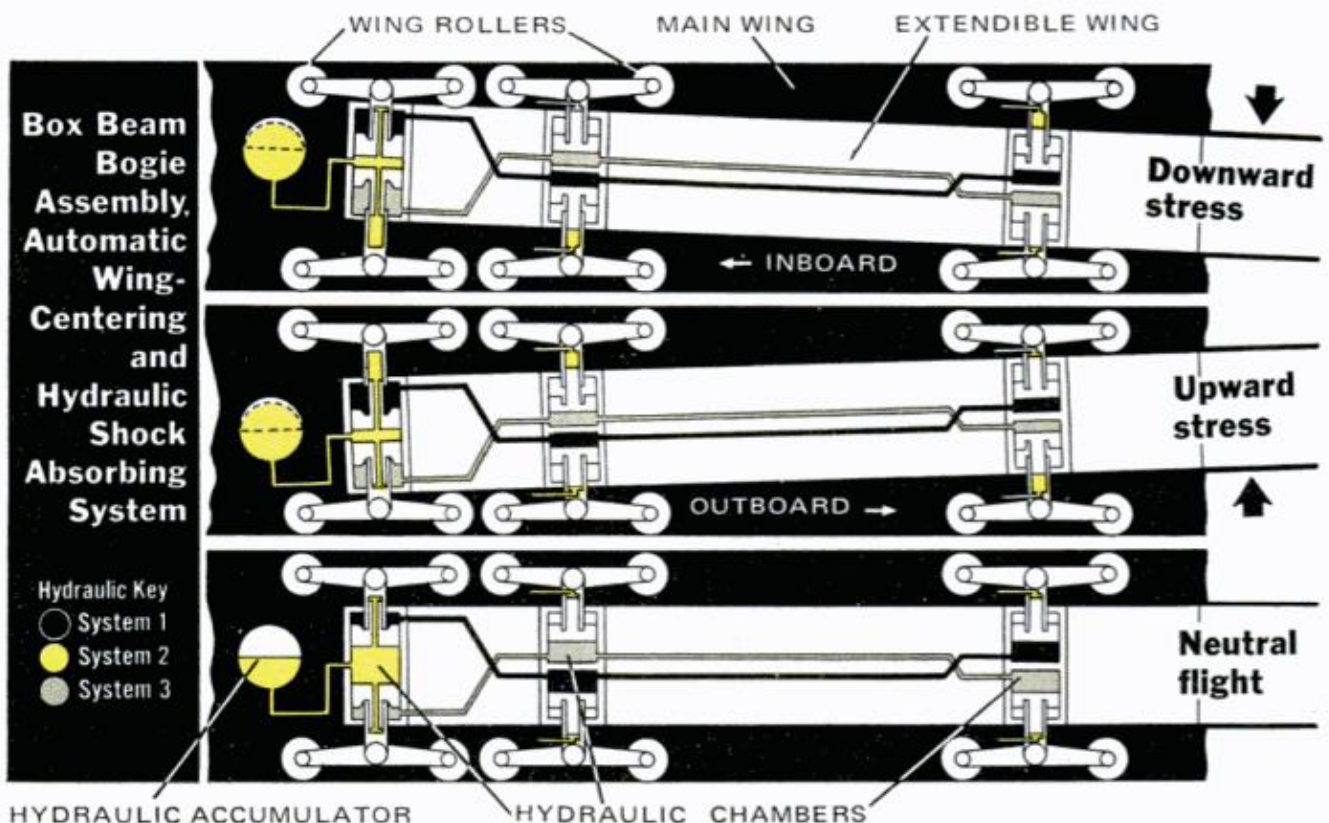 WING ROLLERS
MAIN WING
EXTENDIBLE WING
Box Beam
Bogie
Assembly,
Automatic
Wing-
Centering
and
Hydraulic
Shock
Absorbing
System
Hydraulic Key
System 1
System 2
System 3
Downward
stress
← INBOARD
Upward
stress
OUTBOARD →
Neutral
flight
HYDRAULIC ACCUMULATOR
HYDRAULIC CHAMBERS